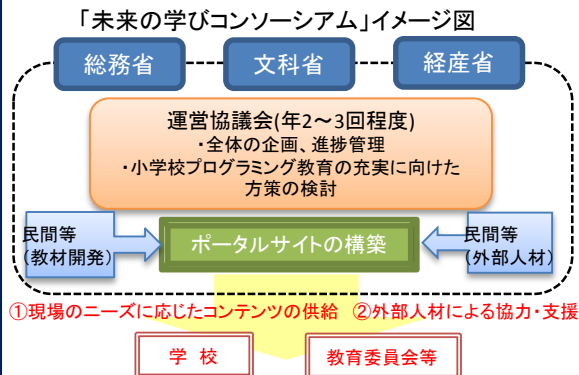 「未来の学びコンソーシアム」イメージ図
総務省
文科省
経産省
運営協議会(年2～3回程度)
・全体の企画、進捗管理
・小学校プログラミング教育の充実に向けた
方策の検討
民間等
（教材開発）
ポータルサイトの構築
民間等
（外部人材）
①現場のニーズに応じたコンテンツの供給 ②外部人材による協力・支援
学 校
教育委員会等